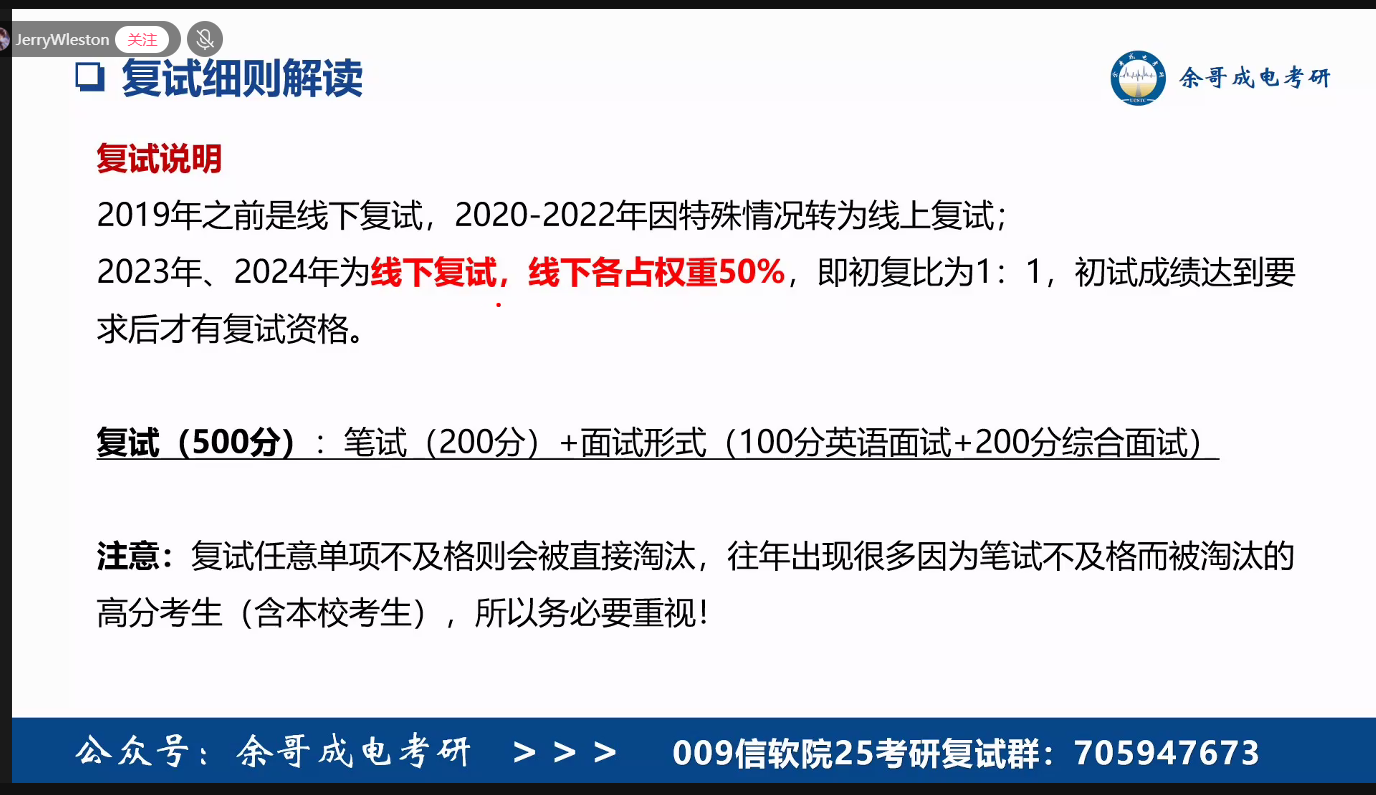 JerryWleston 关注
复试细则解读
余哥成电考研
复试说明
2019年之前是线下复试，2020-2022年因特殊情况转为线上复试；
2023年、2024年为线下复试，线下各占权重50%，即初复比为1：1，初试成绩达到要
求后才有复试资格。
复试（500分）：笔试（200分）+面试形式（100分英语面试+200分综合面试）
注意：复试任意单项不及格则会被直接淘汰，往年出现很多因为笔试不及格而被淘汰的
高分考生（含本校考生），所以务必要重视！
公众号：余哥成电考研 > > > 009信软院25考研复试群：705947673